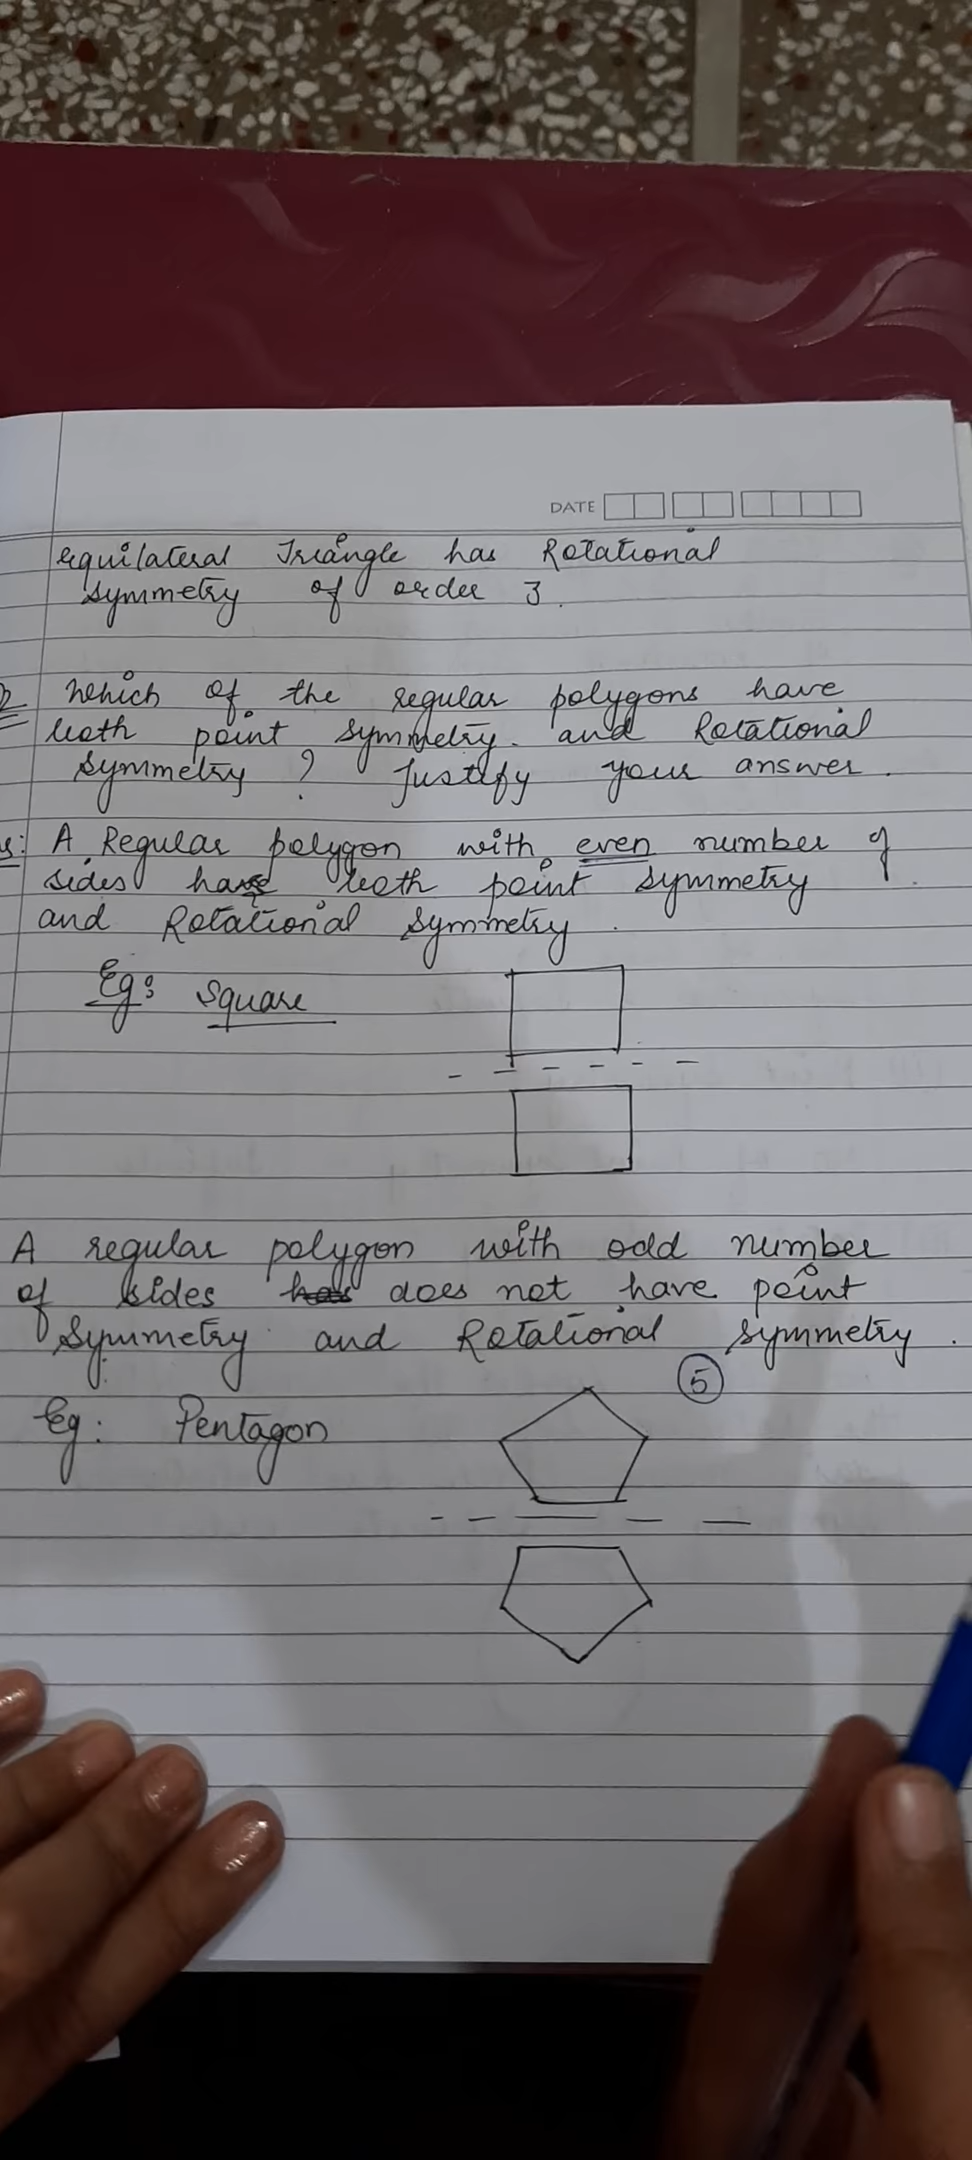 DATE
equilateral Triangle has Rotational
symmetry of order 3.
2 Which of the regular polygons have
both point symmetry and Rotational
symmetry ? Justify your answer.
s: A Regular polygon with even number of
sides have both point symmetry
and Rotational symmetry.
Eg: Square
A regular polygon with odd number
of sides has does not have point
symmetry and Rotational symmetry.
5
Eg: Pentagon